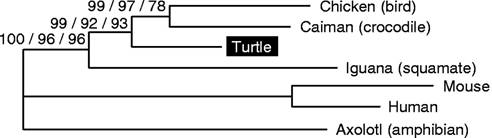 99 / 97 / 78
Chicken (bird)
99 / 92 / 93
Caiman (crocodile)
100 / 96 / 96
Turtle
Iguana (squamate)
Mouse
Human
Axolotl (amphibian)